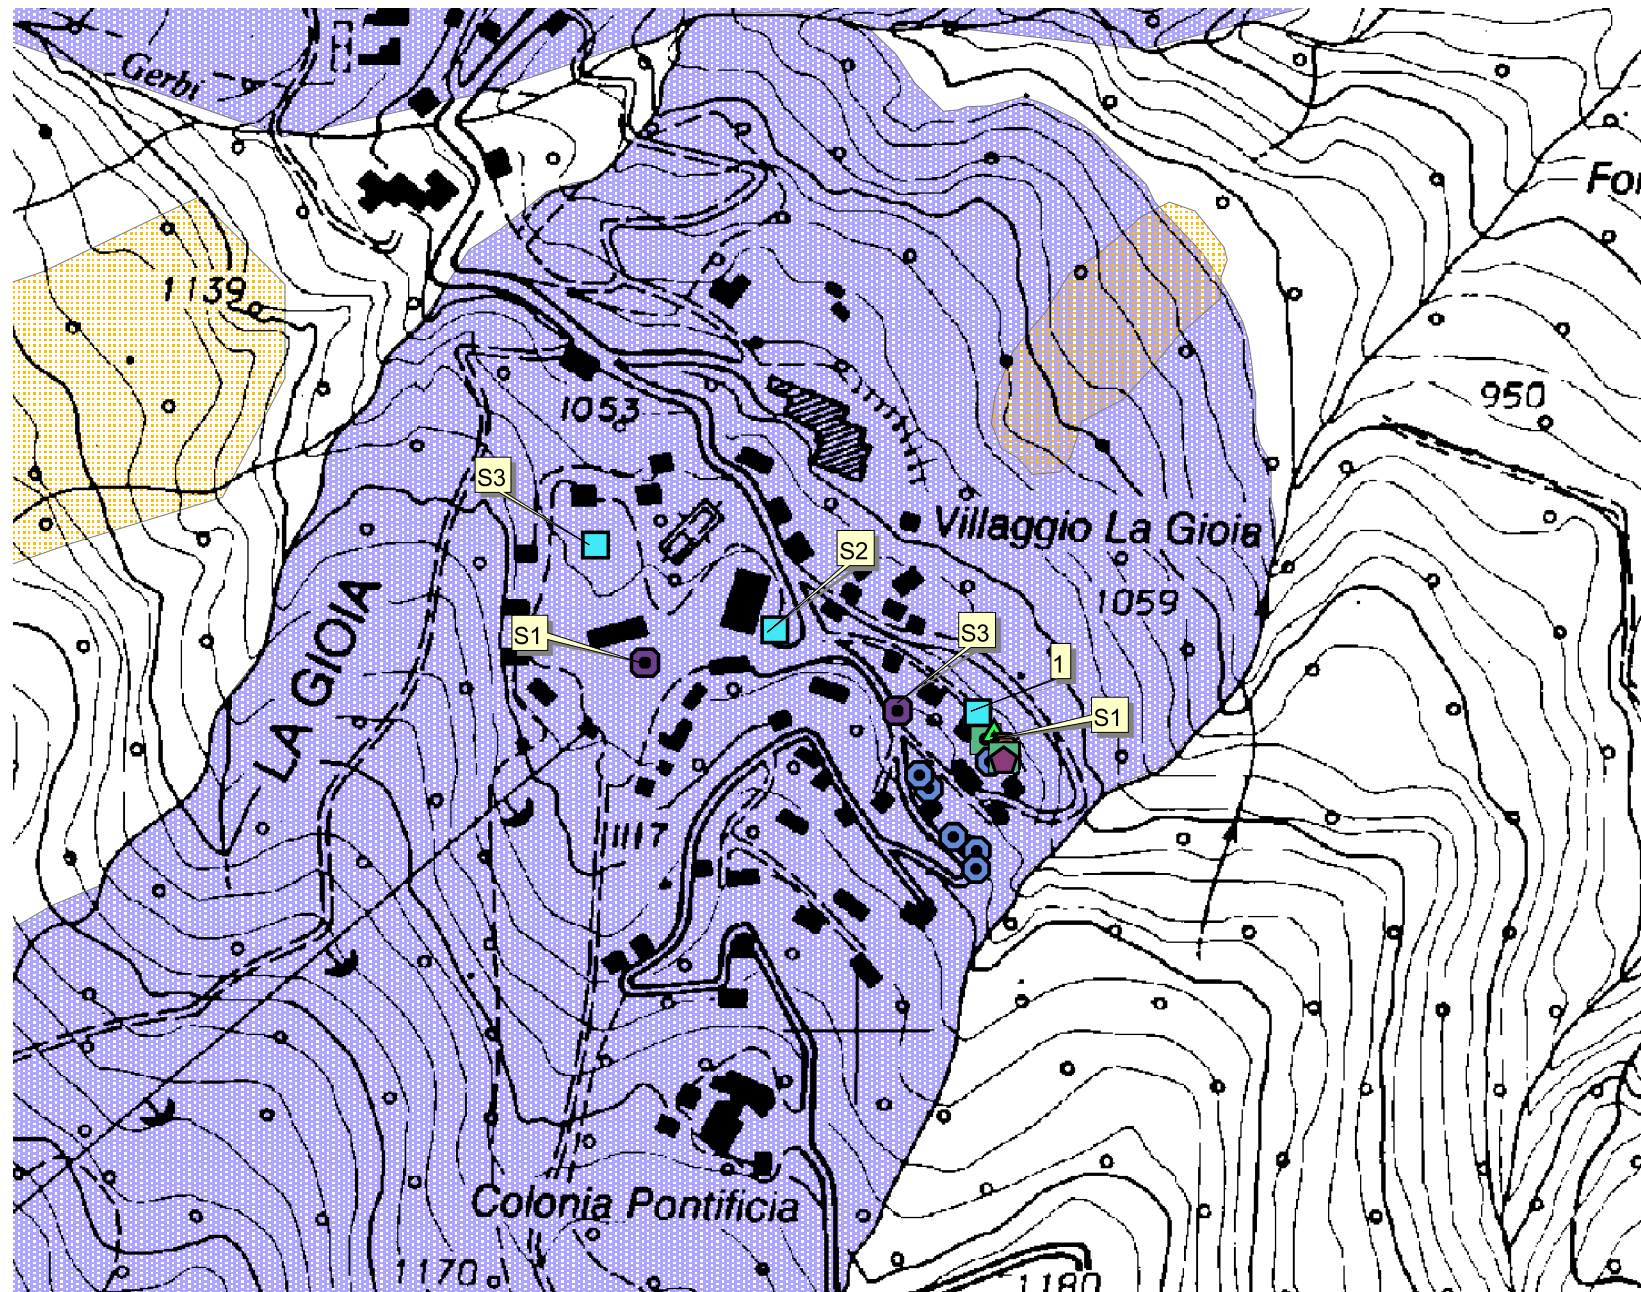 Gerbi
1139
For
950
1053
S3
Villaggio La Gioia
S2
1059
S1
S3
1
LA GIOIA
S1
1117
Colonia Pontificia
1170
1180